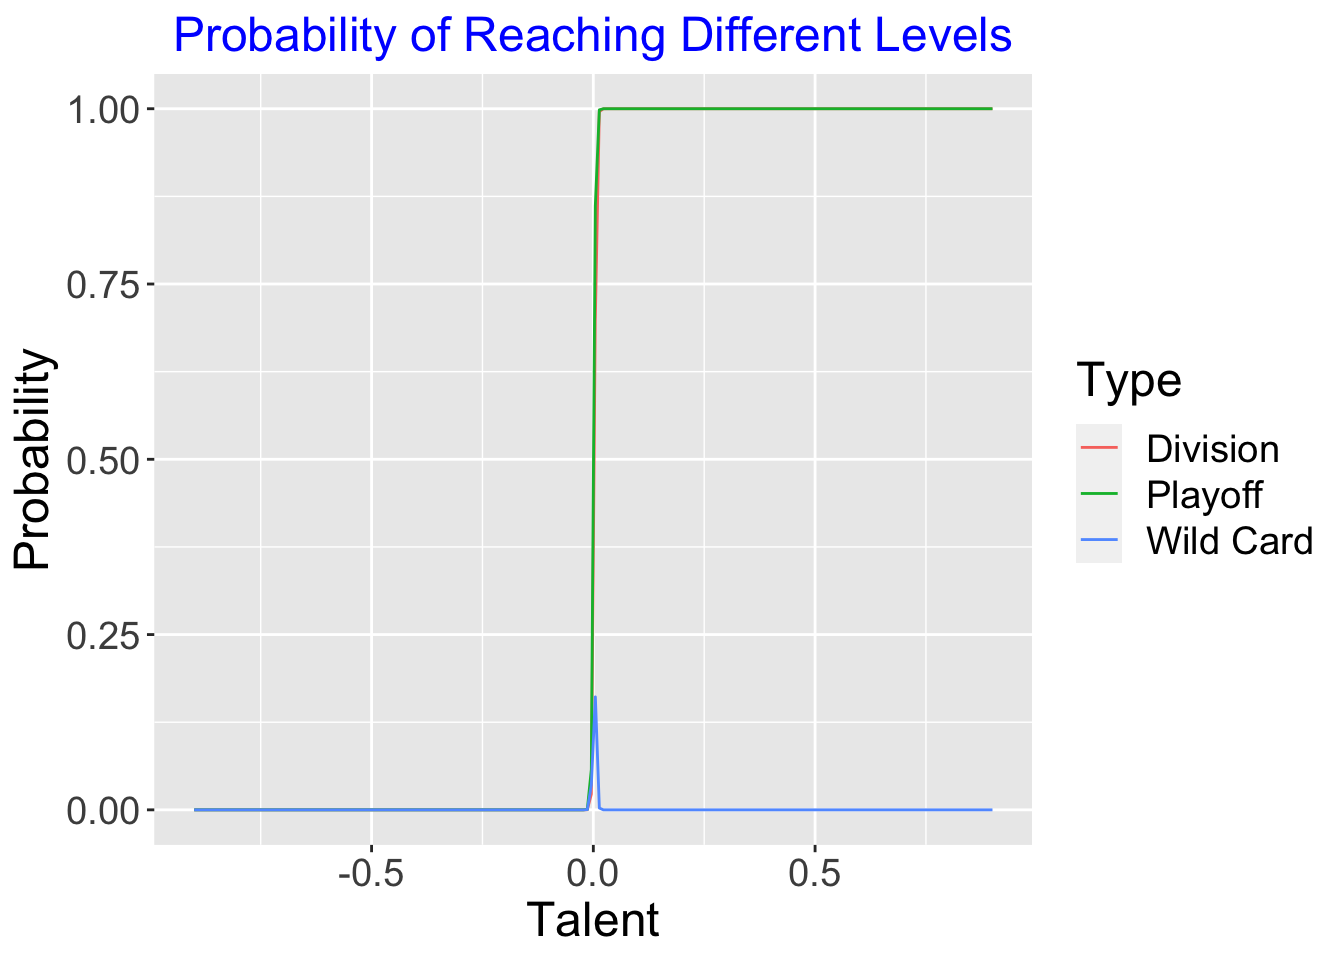 Probability of Reaching Different Levels
1.00
0.75
0.50
0.25
0.00
Probability
-0.5
0.0
0.5
Talent
Type
Division
Playoff
Wild Card